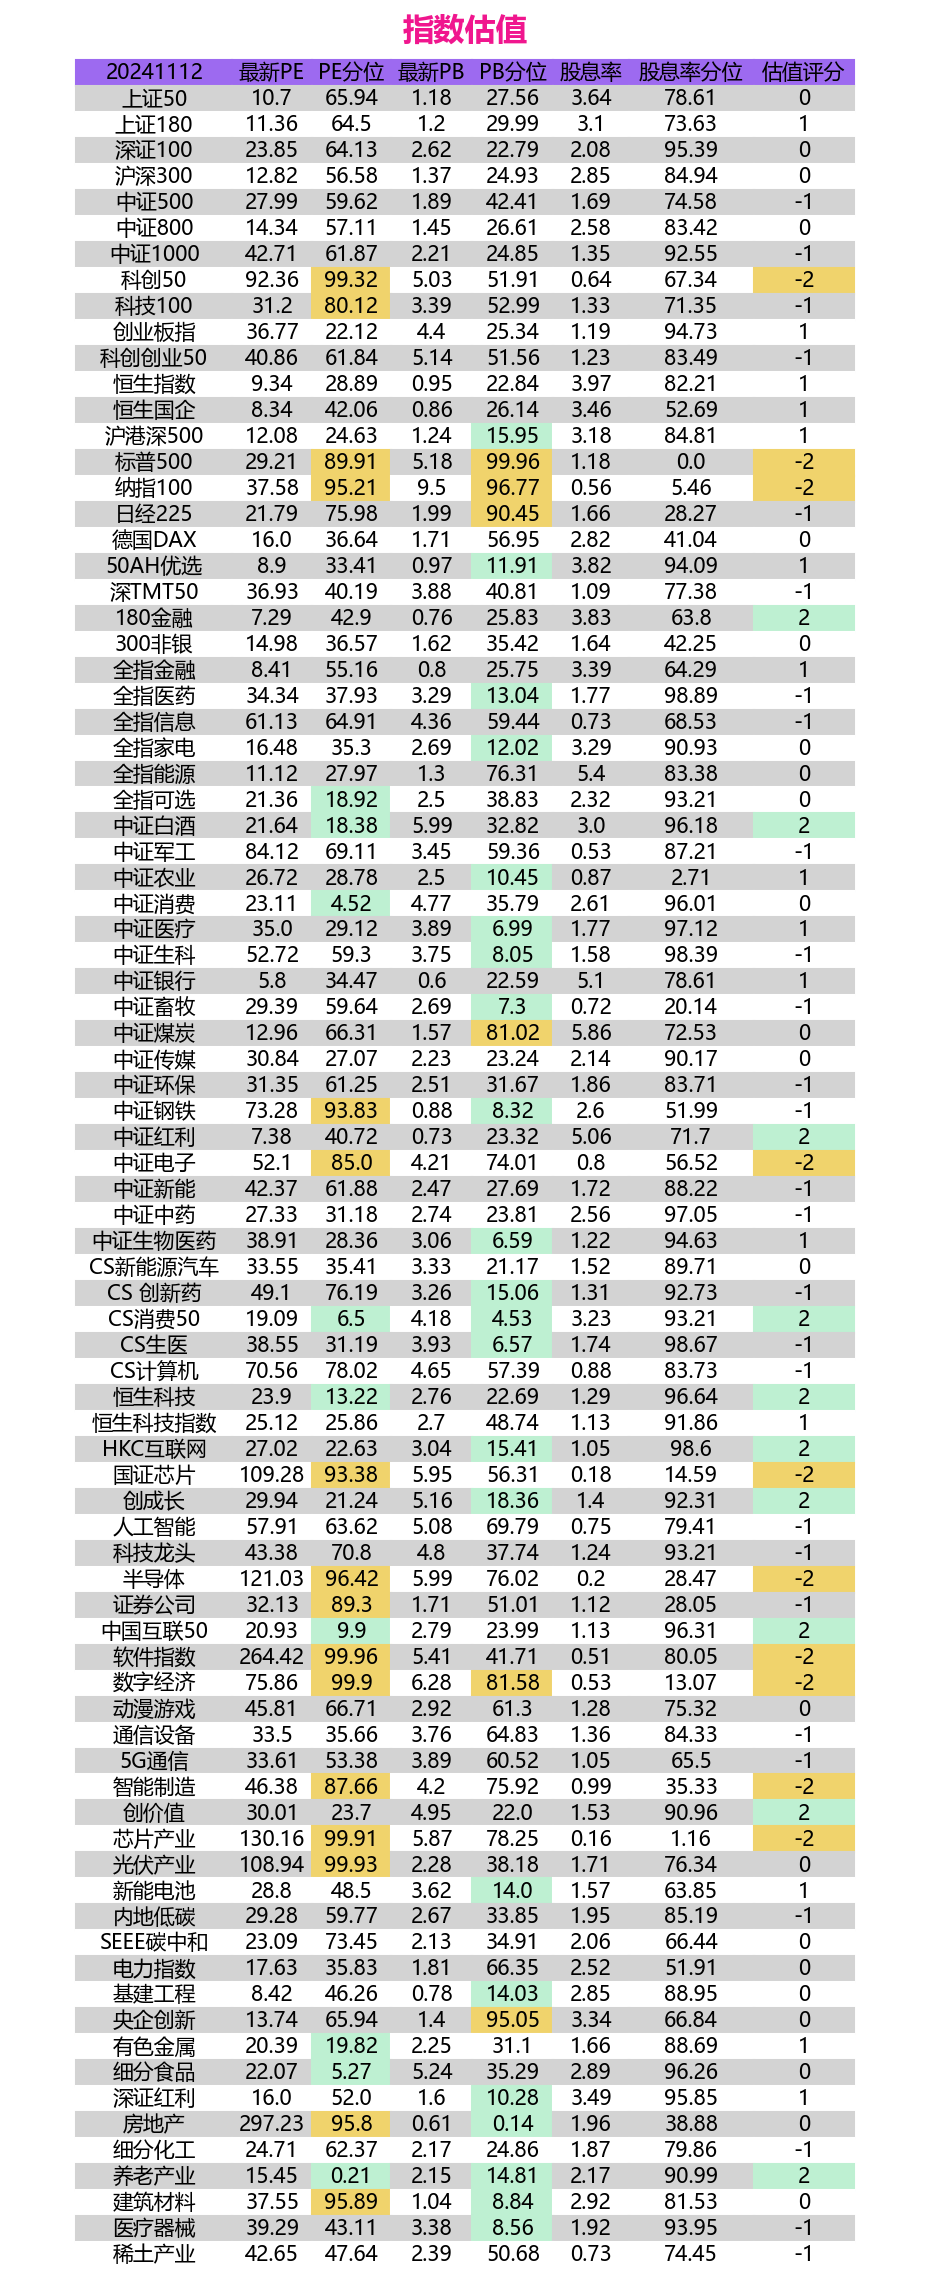 指数估值
20241112 最新PE PE分位 最新PB PB分位 股息率 股息率分位 估值评分
上证50 10.7 65.94 1.18 27.56 3.64 78.61 0
上证180 11.36 64.5 1.2 29.99 3.1 73.63 1
深证100 23.85 64.13 2.62 22.79 2.08 95.39 0
沪深300 12.82 56.58 1.37 24.93 2.85 84.94 0
中证500 27.99 59.62 1.89 42.41 1.69 74.58 -1
中证800 14.34 57.11 1.45 26.61 2.58 83.42 0
中证1000 42.71 61.87 2.21 24.85 1.35 92.55 -1
科创50 92.36 99.32 5.03 51.91 0.64 67.34 -2
科技100 31.2 80.12 3.39 52.99 1.33 71.35 -1
创业板指 36.77 22.12 4.4 25.34 1.19 94.73 1
科创创业50 40.86 61.84 5.14 51.56 1.23 83.49 -1
恒生指数 9.34 28.89 0.95 22.84 3.97 82.21 1
恒生国企 8.34 42.06 0.86 26.14 3.46 52.69 1
沪港深500 12.08 24.63 1.24 15.95 3.18 84.81 1
标普500 29.21 89.91 5.18 99.96 1.18 0.0 -2
纳指100 37.58 95.21 9.5 96.77 0.56 5.46 -2
日经225 21.79 75.98 1.99 90.45 1.66 28.27 -1
德国DAX 16.0 36.64 1.71 56.95 2.82 41.04 0
50AH优选 8.9 33.41 0.97 11.91 3.82 94.09 1
深TMT50 36.93 40.19 3.88 40.81 1.09 77.38 -1
180金融 7.29 42.9 0.76 25.83 3.83 63.8 2
300非银 14.98 36.57 1.62 35.42 1.64 42.25 0
全指金融 8.41 55.16 0.8 25.75 3.39 64.29 1
全指医药 34.34 37.93 3.29 13.04 1.77 98.89 -1
全指信息 61.13 64.91 4.36 59.44 0.73 68.53 -1
全指家电 16.48 35.3 2.69 12.02 3.29 90.93 0
全指能源 11.12 27.97 1.3 76.31 5.4 83.38 0
全指可选 21.36 18.92 2.5 38.83 2.32 93.21 0
中证白酒 21.64 18.38 5.99 32.82 3.0 96.18 2
中证军工 84.12 69.11 3.45 59.36 0.53 87.21 -1
中证农业 26.72 28.78 2.5 10.45 0.87 2.71 1
中证消费 23.11 4.52 4.77 35.79 2.61 96.01 0
中证医疗 35.0 29.12 3.89 6.99 1.77 97.12 1
中证生科 52.72 59.3 3.75 8.05 1.58 98.39 -1
中证银行 5.8 34.47 0.6 22.59 5.1 78.61 1
中证畜牧 29.39 59.64 2.69 7.3 0.72 20.14 -1
中证煤炭 12.96 66.31 1.57 81.02 5.86 72.53 0
中证传媒 30.84 27.07 2.23 23.24 2.14 90.17 0
中证环保 31.35 61.25 2.51 31.67 1.86 83.71 -1
中证钢铁 73.28 93.83 0.88 8.32 2.6 51.99 -1
中证红利 7.38 40.72 0.73 23.32 5.06 71.7 2
中证电子 52.1 85.0 4.21 74.01 0.8 56.52 -2
中证新能 42.37 61.88 2.47 27.69 1.72 88.22 -1
中证中药 27.33 31.18 2.74 23.81 2.56 97.05 -1
中证生物医药 38.91 28.36 3.06 6.59 1.22 94.63 1
CS新能源汽车 33.55 35.41 3.33 21.17 1.52 89.71 0
CS 创新药 49.1 76.19 3.26 15.06 1.31 92.73 -1
CS消费50 19.09 6.5 4.18 4.53 3.23 93.21 2
CS生医 38.55 31.19 3.93 6.57 1.74 98.67 -1
CS计算机 70.56 78.02 4.65 57.39 0.88 83.73 -1
恒生科技 23.9 13.22 2.76 22.69 1.29 96.64 2
恒生科技指数 25.12 25.86 2.7 48.74 1.13 91.86 1
HKC互联网 27.02 22.63 3.04 15.41 1.05 98.6 2
国证芯片 109.28 93.38 5.95 56.31 0.18 14.59 -2
创成长 29.94 21.24 5.16 18.36 1.4 92.31 2
人工智能 57.91 63.62 5.08 69.79 0.75 79.41 -1
科技龙头 43.38 70.8 4.8 37.74 1.24 93.21 -1
半导体 121.03 96.42 5.99 76.02 0.2 28.47 -2
证券公司 32.13 89.3 1.71 51.01 1.12 28.05 -1
中国互联50 20.93 9.9 2.79 23.99 1.13 96.31 2
软件指数 264.42 99.96 5.41 41.71 0.51 80.05 -2
数字经济 75.86 99.9 6.28 81.58 0.53 13.07 -2
动漫游戏 45.81 66.71 2.92 61.3 1.28 75.32 0
通信设备 33.5 35.66 3.76 64.83 1.36 84.33 -1
5G通信 33.61 53.38 3.89 60.52 1.05 65.5 -1
智能制造 46.38 87.66 4.2 75.92 0.99 35.33 -2
创价值 30.01 23.7 4.95 22.0 1.53 90.96 2
芯片产业 130.16 99.91 5.87 78.25 0.16 1.16 -2
光伏产业 108.94 99.93 2.28 38.18 1.71 76.34 0
新能电池 28.8 48.5 3.62 14.0 1.57 63.85 1
内地低碳 29.28 59.77 2.67 33.85 1.95 85.19 -1
SEEE碳中和 23.09 73.45 2.13 34.91 2.06 66.44 0
电力指数 17.63 35.83 1.81 66.35 2.52 51.91 0
基建工程 8.42 46.26 0.78 14.03 2.85 88.95 0
央企创新 13.74 65.94 1.4 95.05 3.34 66.84 0
有色金属 20.39 19.82 2.25 31.1 1.66 88.69 1
细分食品 22.07 5.27 5.24 35.29 2.89 96.26 0
深证红利 16.0 52.0 1.6 10.28 3.49 95.85 1
房地产 297.23 95.8 0.61 0.14 1.96 38.88 0
细分化工 24.71 62.37 2.17 24.86 1.87 79.86 -1
养老产业 15.45 0.21 2.15 14.81 2.17 90.99 2
建筑材料 37.55 95.89 1.04 8.84 2.92 81.53 0
医疗器械 39.29 43.11 3.38 8.56 1.92 93.95 -1
稀土产业 42.65 47.64 2.39 50.68 0.73 74.45 -1